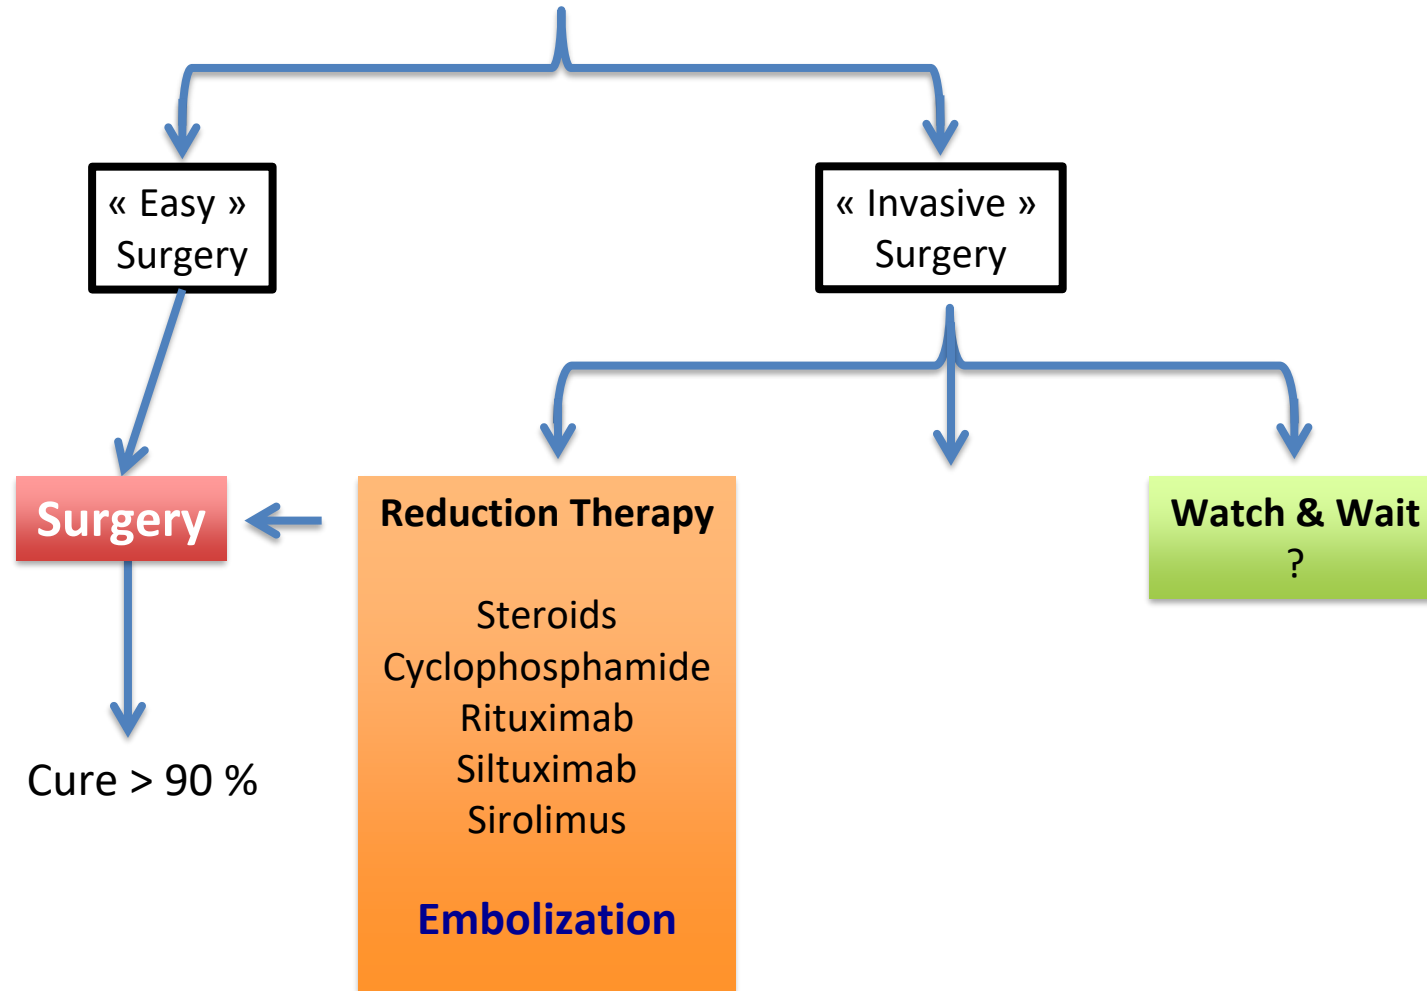 « Easy »
Surgery
« Invasive »
Surgery
Surgery
Cure > 90 %
Reduction Therapy
Steroids
Cyclophosphamide
Rituximab
Siltuximab
Sirolimus
Embolization
Watch & Wait
?